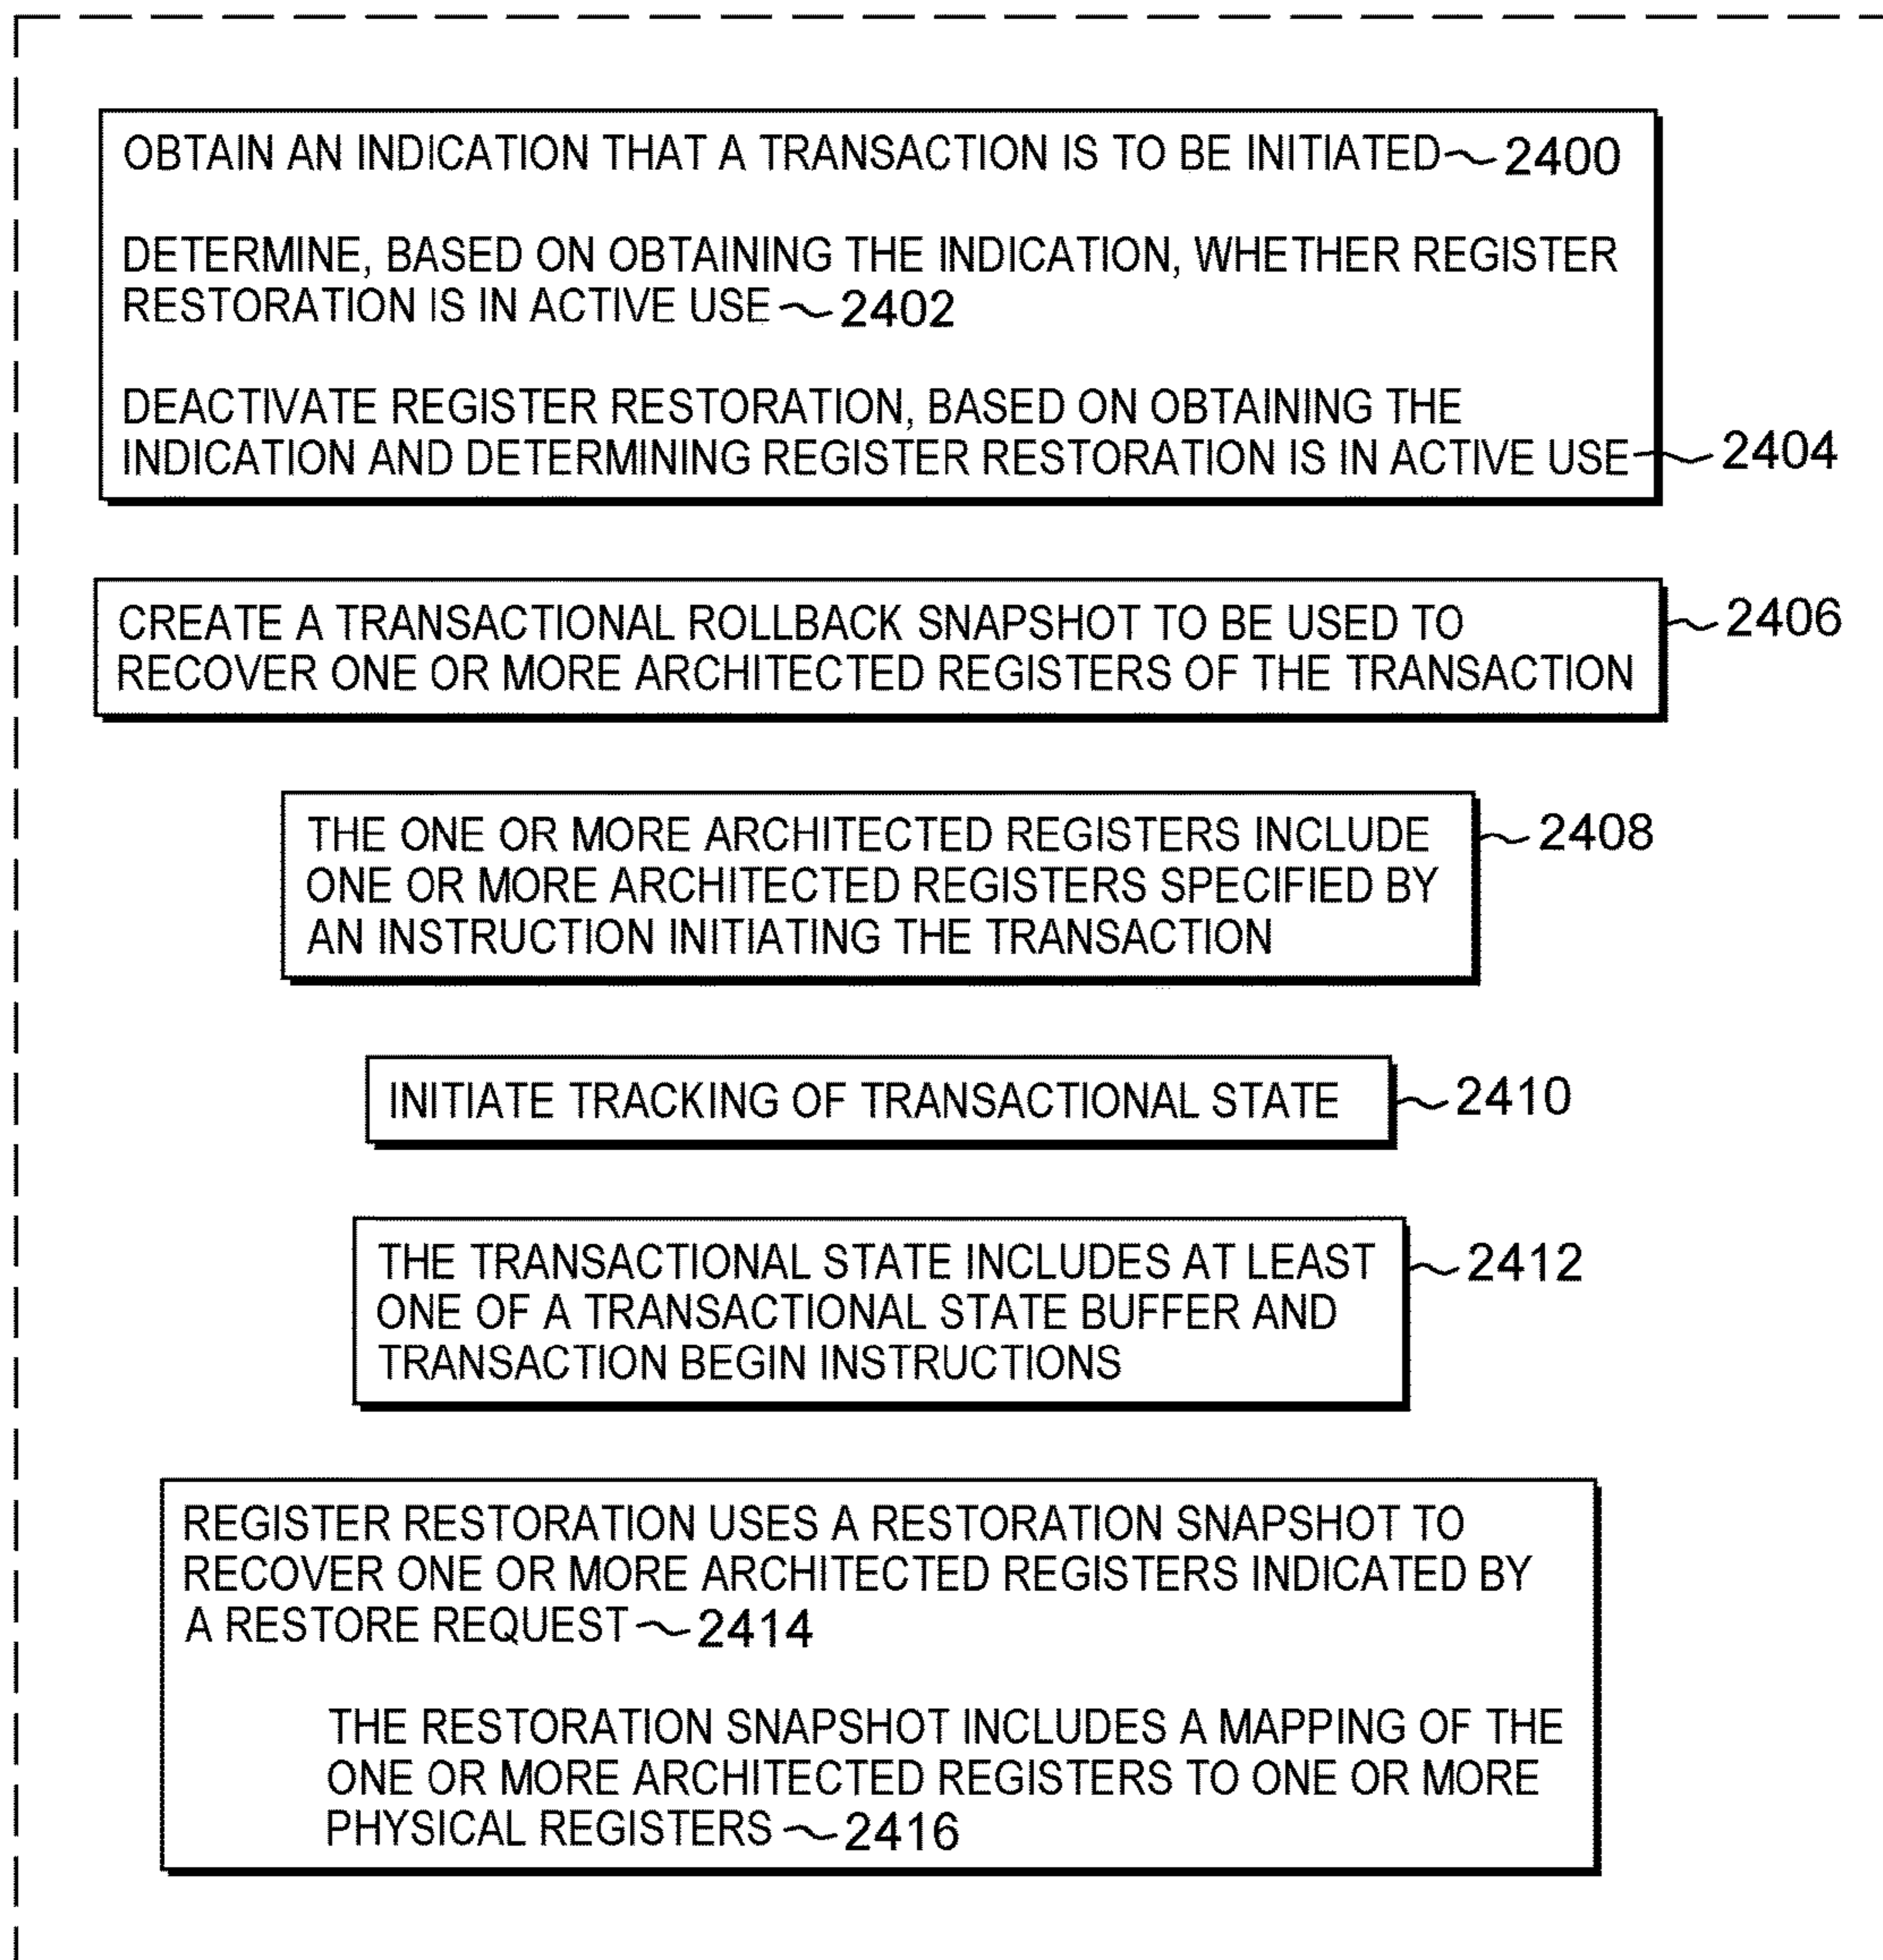 OBTAIN AN INDICATION THAT A TRANSACTION IS TO BE INITIATED 2400
DETERMINE, BASED ON OBTAINING THE INDICATION, WHETHER REGISTER
RESTORATION IS IN ACTIVE USE 2402
DEACTIVATE REGISTER RESTORATION, BASED ON OBTAINING THE
INDICATION AND DETERMINING REGISTER RESTORATION IS IN ACTIVE USE 2404
CREATE A TRANSACTIONAL ROLLBACK SNAPSHOT TO BE USED TO 2406
RECOVER ONE OR MORE ARCHITECTED REGISTERS OF THE TRANSACTION
THE ONE OR MORE ARCHITECTED REGISTERS INCLUDE 2408
ONE OR MORE ARCHITECTED REGISTERS SPECIFIED BY
AN INSTRUCTION INITIATING THE TRANSACTION
INITIATE TRACKING OF TRANSACTIONAL STATE 2410
THE TRANSACTIONAL STATE INCLUDES AT LEAST 2412
ONE OF A TRANSACTIONAL STATE BUFFER AND
TRANSACTION BEGIN INSTRUCTIONS
REGISTER RESTORATION USES A RESTORATION SNAPSHOT TO
RECOVER ONE OR MORE ARCHITECTED REGISTERS INDICATED BY
A RESTORE REQUEST 2414
THE RESTORATION SNAPSHOT INCLUDES A MAPPING OF THE
ONE OR MORE ARCHITECTED REGISTERS TO ONE OR MORE
PHYSICAL REGISTERS 2416